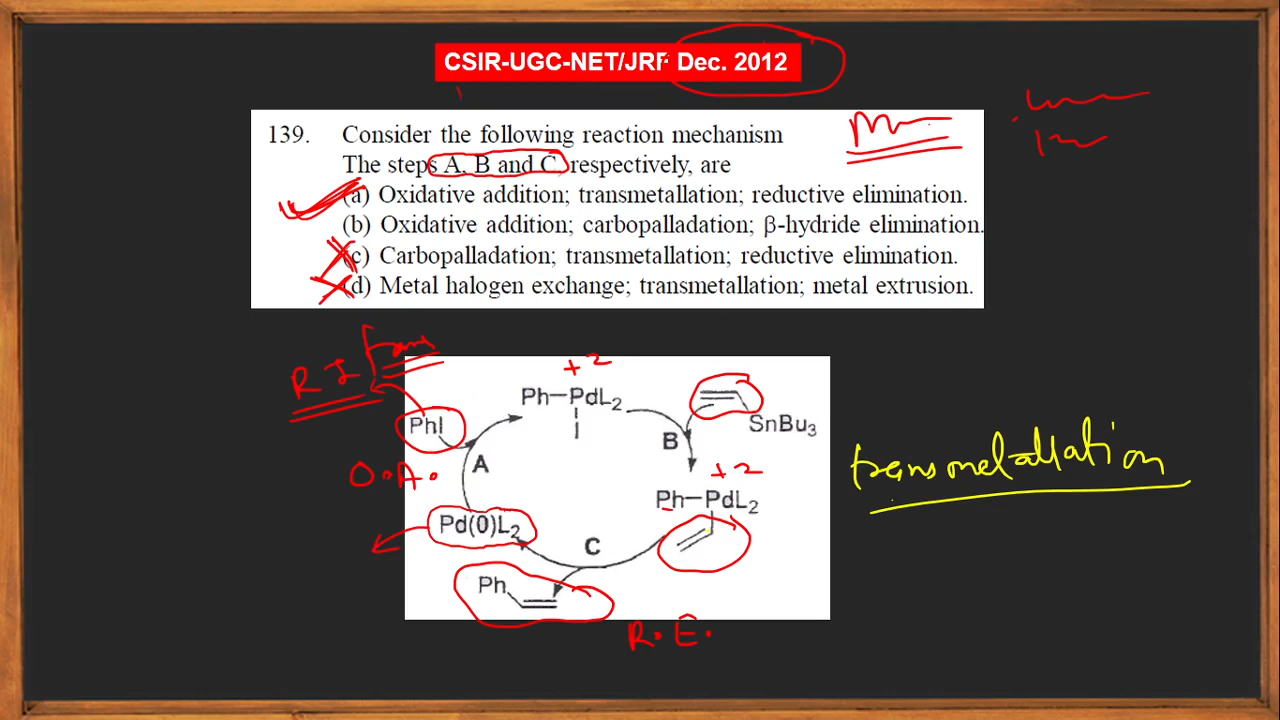 CSIR-UGC-NET/JRF Dec. 2012
139. Consider the following reaction mechanism
The steps A, B and C, respectively, are
(a) Oxidative addition; transmetallation; reductive elimination.
(b) Oxidative addition; carbopalladation; β-hydride elimination.
(c) Carbopalladation; transmetallation; reductive elimination.
(d) Metal halogen exchange; transmetallation; metal extrusion.
R I
+2
Ph–PdL2
I
PhI
SnBu3
A
B
O.A.
+2
Ph–PdL2
Pd(0)L2
C
Ph
R.E.
transmetallation